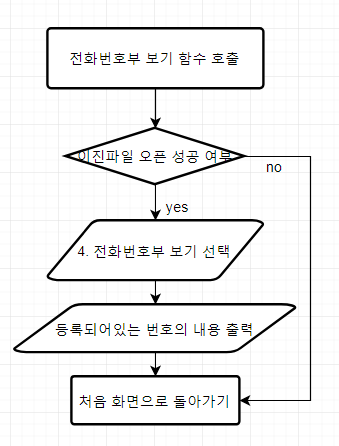 전화번호부 보기 함수 호출
이진파일 오픈 성공 여부
no
yes
4. 전화번호부 보기 선택
등록되어있는 번호의 내용 출력
처음 화면으로 돌아가기